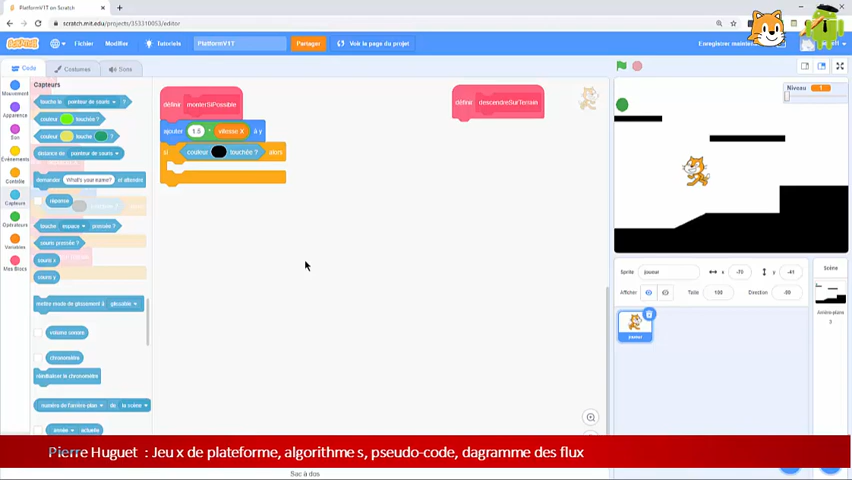 PlatformV1T on Scratch
scratch.mit.edu/projects/353310053/editor
SCRATCH Fichier Modifier Tutoriels PlatformV1T Partager Voir la page du projet Enregistrer
Code Costumes Sons
Capteurs
Mouvement
Apparence
Son
Événements
Contrôle
Capteurs
Opérateurs
Variables
Mes Blocs
touche le pointeur de souris ?
couleur touchée ?
couleur touche ?
distance de pointeur de souris
demander What's your name? et attendre
réponse
touche espace pressée ?
souris pressée ?
souris x
souris y
mettre mode de glissement à glissable
volume sonore
chronomètre
réinitialiser le chronomètre
numéro de l'arrière plan de la scène
année actuelle
définir monterSiPossible
ajouter 1.5 * vitesse X à y
si couleur touchée ? alors
définir descendreSurTerrain
Niveau 1
Sprite joueur x -70 y -41
Afficher Taille 100 Direction -89
joueur
Scène
Arrière-plans
3
Pierre Huguet : Jeu x de plateforme, algorithme s, pseudo-code, dagramme des flux
Sac à dos